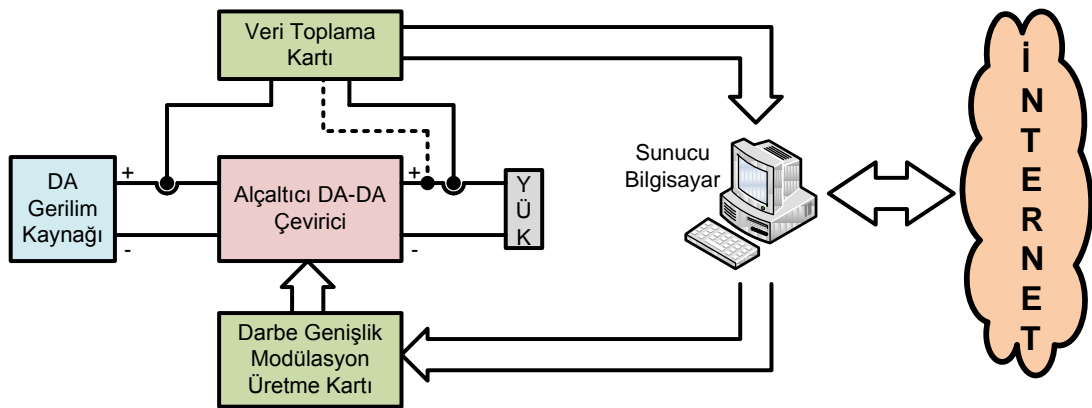 Veri Toplama
Kartı
DA
Gerilim
Kaynağı
+
-
Alçaltıcı DA-DA
Çevirici
+
-
Y
Ü
K
Darbe Genişlik
Modülasyon
Üretme Kartı
Sunucu
Bilgisayar
İ
N
T
E
R
N
E
T